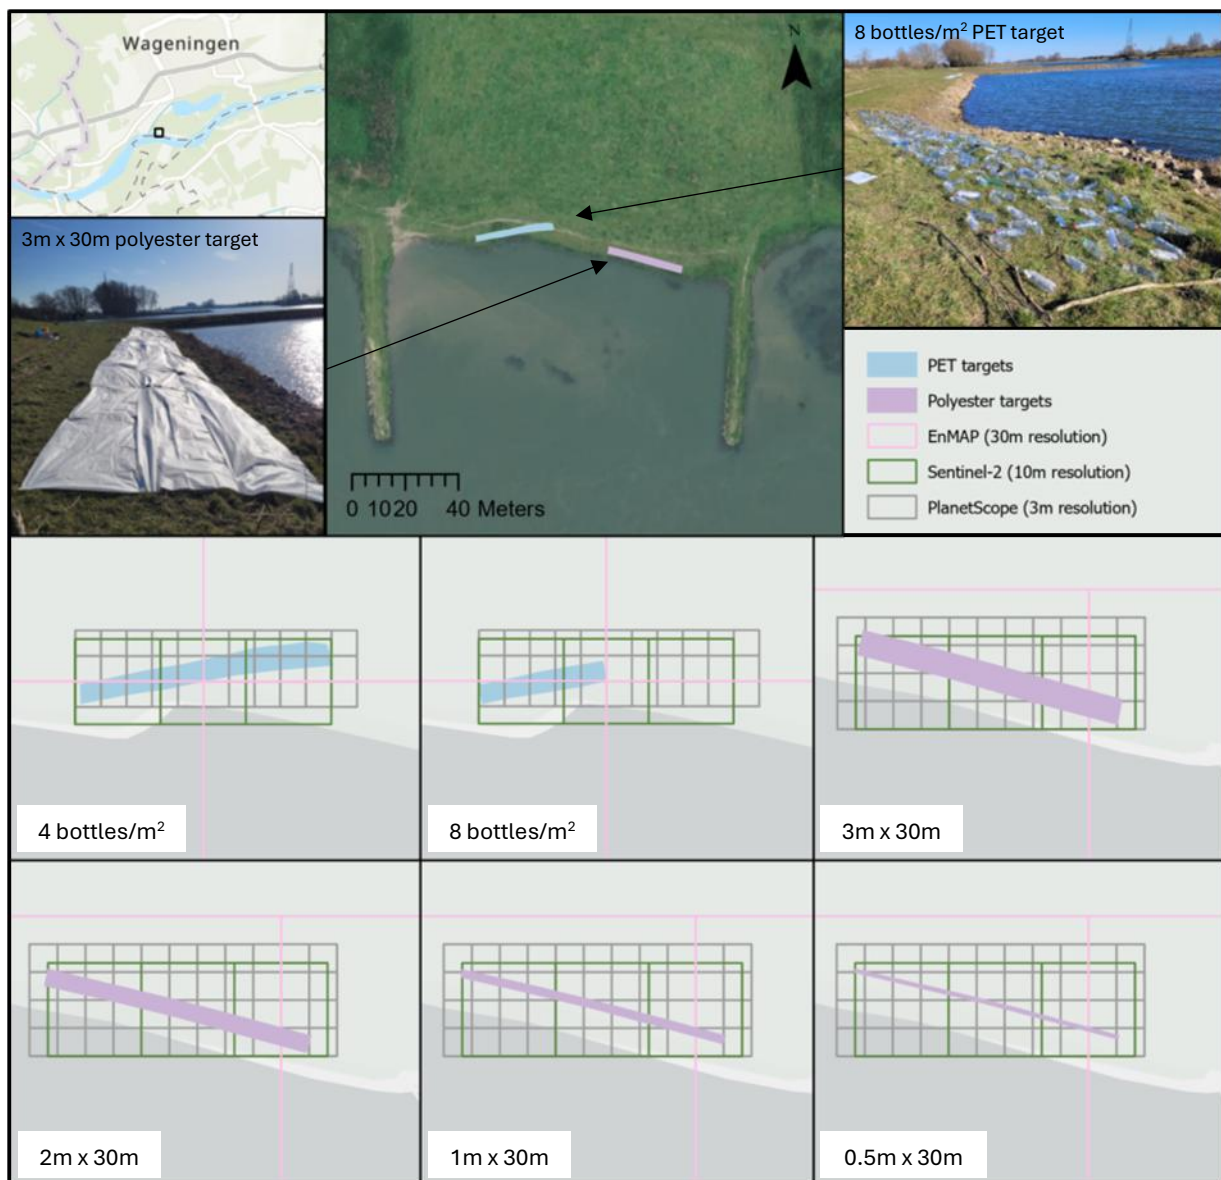 Wageningen
N
8 bottles/m² PET target
3m x 30m polyester target
0 10 20 40 Meters
PET targets
Polyester targets
EnMAP (30m resolution)
Sentinel-2 (10m resolution)
PlanetScope (3m resolution)
4 bottles/m²
8 bottles/m²
3m x 30m
2m x 30m
1m x 30m
0.5m x 30m